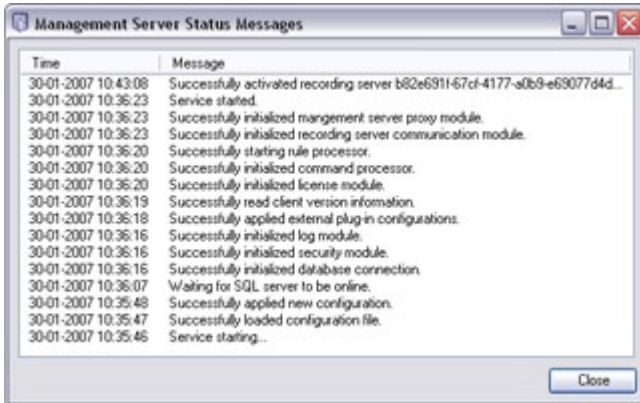 Management Server Status Messages
Time Message
30-01-2007 10:43:08 Successfully activated recording server b82e691f-67cf-4177-a0b9-e69077d4d...
30-01-2007 10:36:23 Service started.
30-01-2007 10:36:23 Successfully initialized mangement server proxy module.
30-01-2007 10:36:23 Successfully initialized recording server communication module.
30-01-2007 10:36:20 Successfully starting rule processor.
30-01-2007 10:36:20 Successfully initialized command processor.
30-01-2007 10:36:20 Successfully initialized license module.
30-01-2007 10:36:19 Successfully read client version information.
30-01-2007 10:36:18 Successfully applied external plug-in configurations.
30-01-2007 10:36:16 Successfully initialized log module.
30-01-2007 10:36:16 Successfully initialized security module.
30-01-2007 10:36:16 Successfully initialized database connection.
30-01-2007 10:36:07 Waiting for SQL server to be online.
30-01-2007 10:35:48 Successfully applied new configuration.
30-01-2007 10:35:47 Successfully loaded configuration file.
30-01-2007 10:35:46 Service starting...
Close